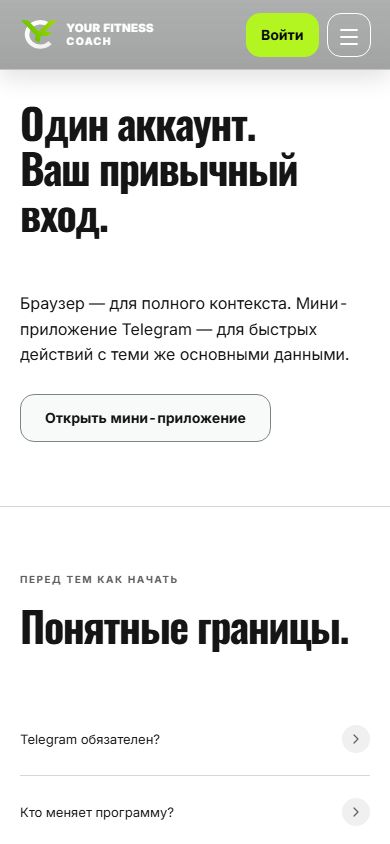 YOUR FITNESS
COACH
Войти
Один аккаунт.
Ваш привычный
вход.
Браузер — для полного контекста. Мини-
приложение Telegram — для быстрых
действий с теми же основными данными.
Открыть мини-приложение
ПЕРЕД ТЕМ КАК НАЧАТЬ
Понятные границы.
Telegram обязателен?
Кто меняет программу?